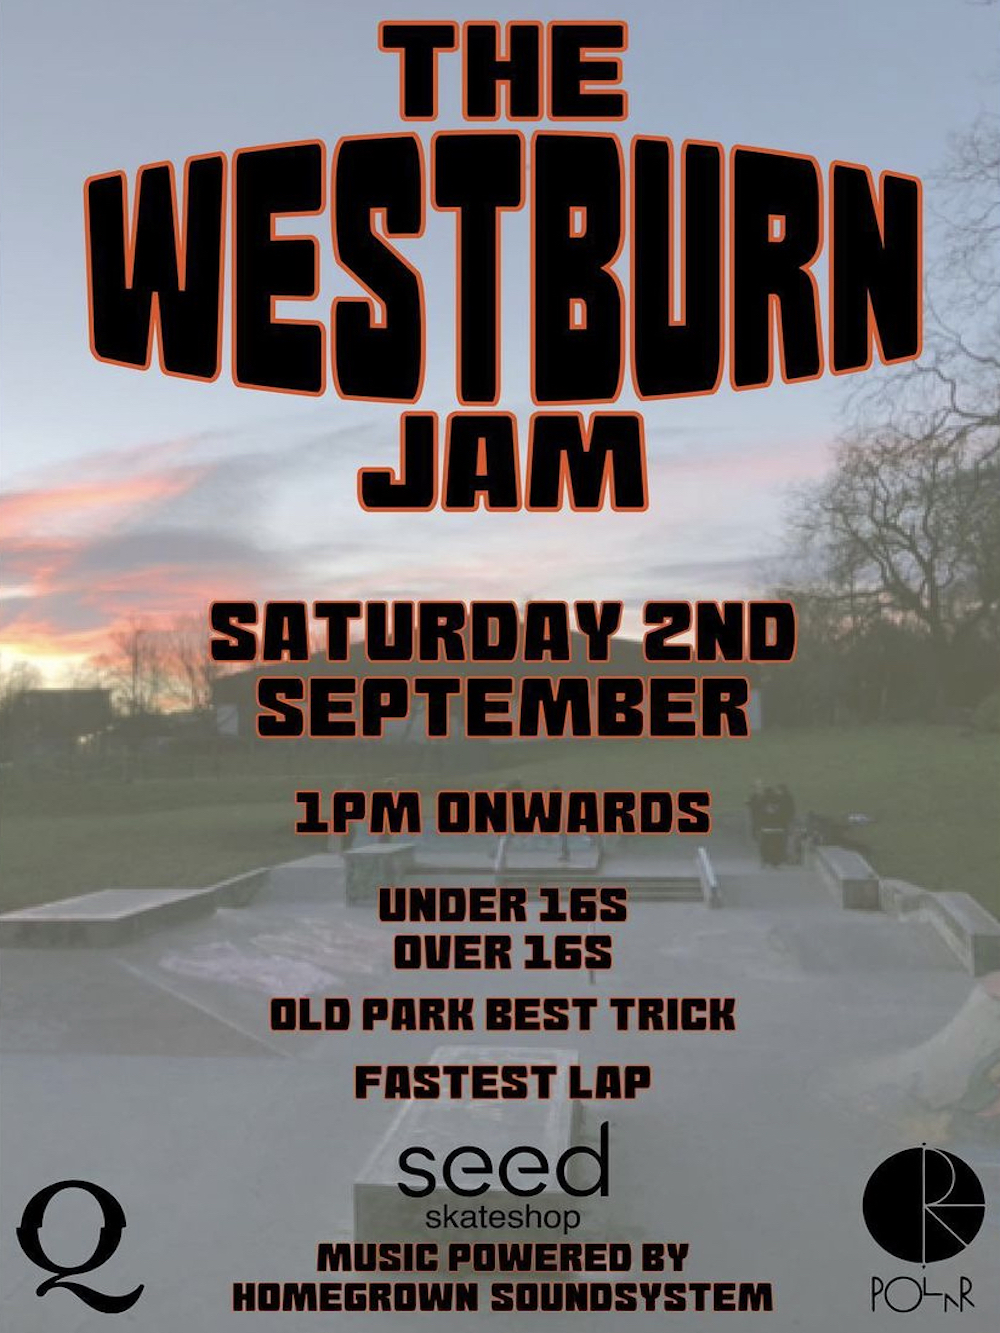 THE
WESTBURN
JAM
SATURDAY 2ND
SEPTEMBER
1PM ONWARDS
UNDER 16S
OVER 16S
OLD PARK BEST TRICK
FASTEST LAP
seed
skateshop
MUSIC POWERED BY
HOMEGROWN SOUNDSYSTEM
Q
POLAR